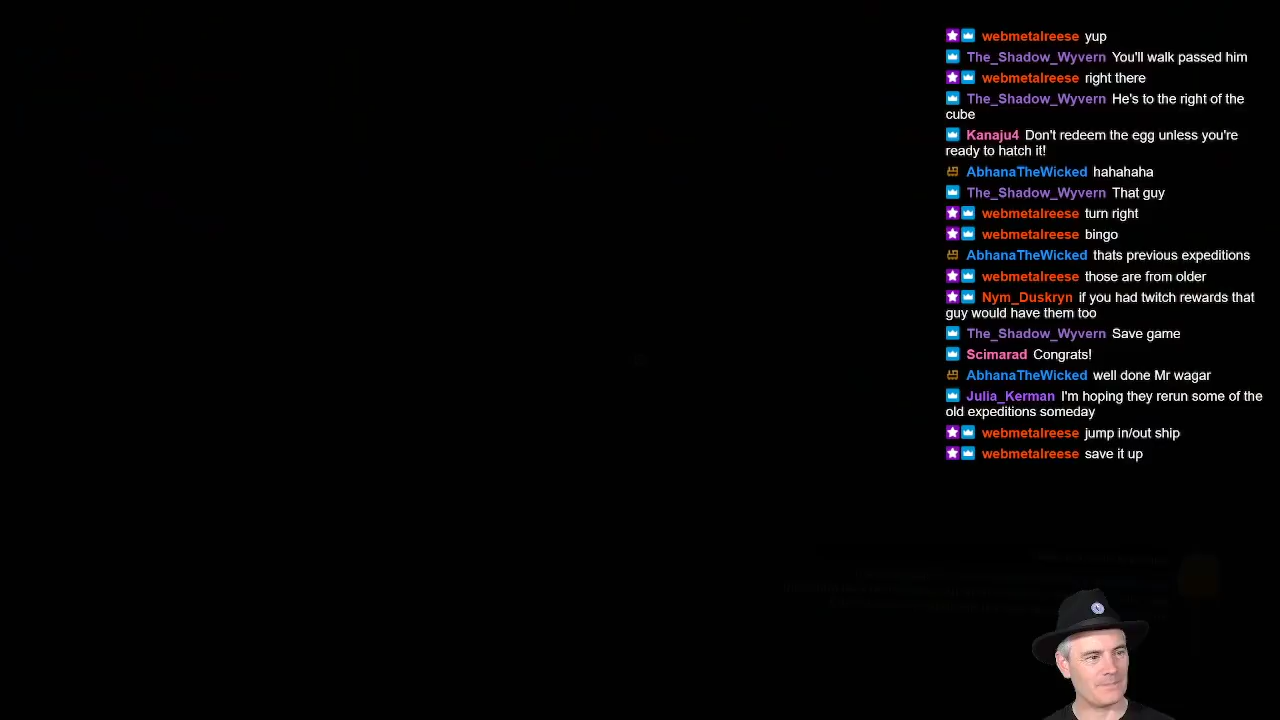 webmetalreese yup
The_Shadow_Wyvern You'll walk passed him
webmetalreese right there
The_Shadow_Wyvern He's to the right of the
cube
Kanaju4 Don't redeem the egg unless you're
ready to hatch it!
AbhanaTheWicked hahahaha
The_Shadow_Wyvern That guy
webmetalreese turn right
webmetalreese bingo
AbhanaTheWicked thats previous expeditions
webmetalreese those are from older
Nym_Duskryn if you had twitch rewards that
guy would have them too
The_Shadow_Wyvern Save game
Scimarad Congrats!
AbhanaTheWicked well done Mr wagar
Julia_Kerman I'm hoping they rerun some of the
old expeditions someday
webmetalreese jump in/out ship
webmetalreese save it up